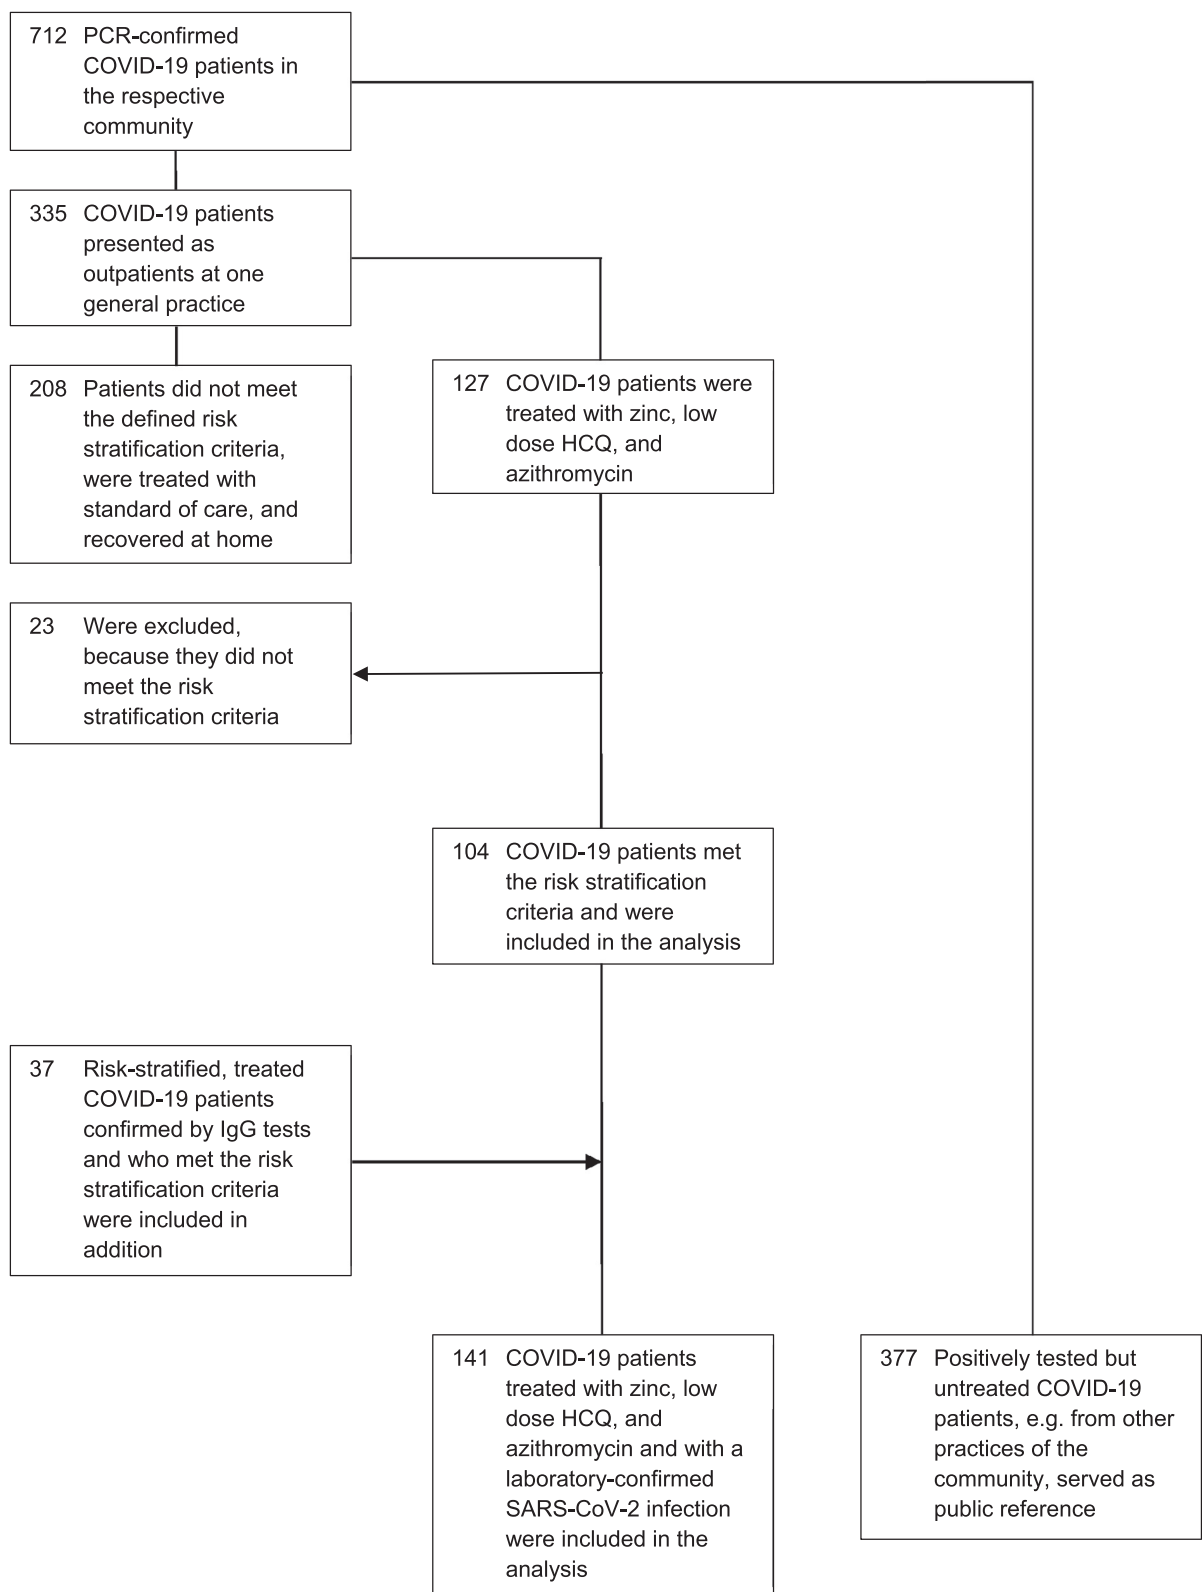 712 PCR-confirmed
COVID-19 patients in
the respective
community
335 COVID-19 patients
presented as
outpatients at one
general practice
208 Patients did not meet
the defined risk
stratification criteria,
were treated with
standard of care, and
recovered at home
127 COVID-19 patients were
treated with zinc, low
dose HCQ, and
azithromycin
23 Were excluded,
because they did not
meet the risk
stratification criteria
104 COVID-19 patients met
the risk stratification
criteria and were
included in the analysis
37 Risk-stratified, treated
COVID-19 patients
confirmed by IgG tests
and who met the risk
stratification criteria
were included in
addition
141 COVID-19 patients
treated with zinc, low
dose HCQ, and
azithromycin and with a
laboratory-confirmed
SARS-CoV-2 infection
were included in the
analysis
377 Positively tested but
untreated COVID-19
patients, e.g. from other
practices of the
community, served as
public reference